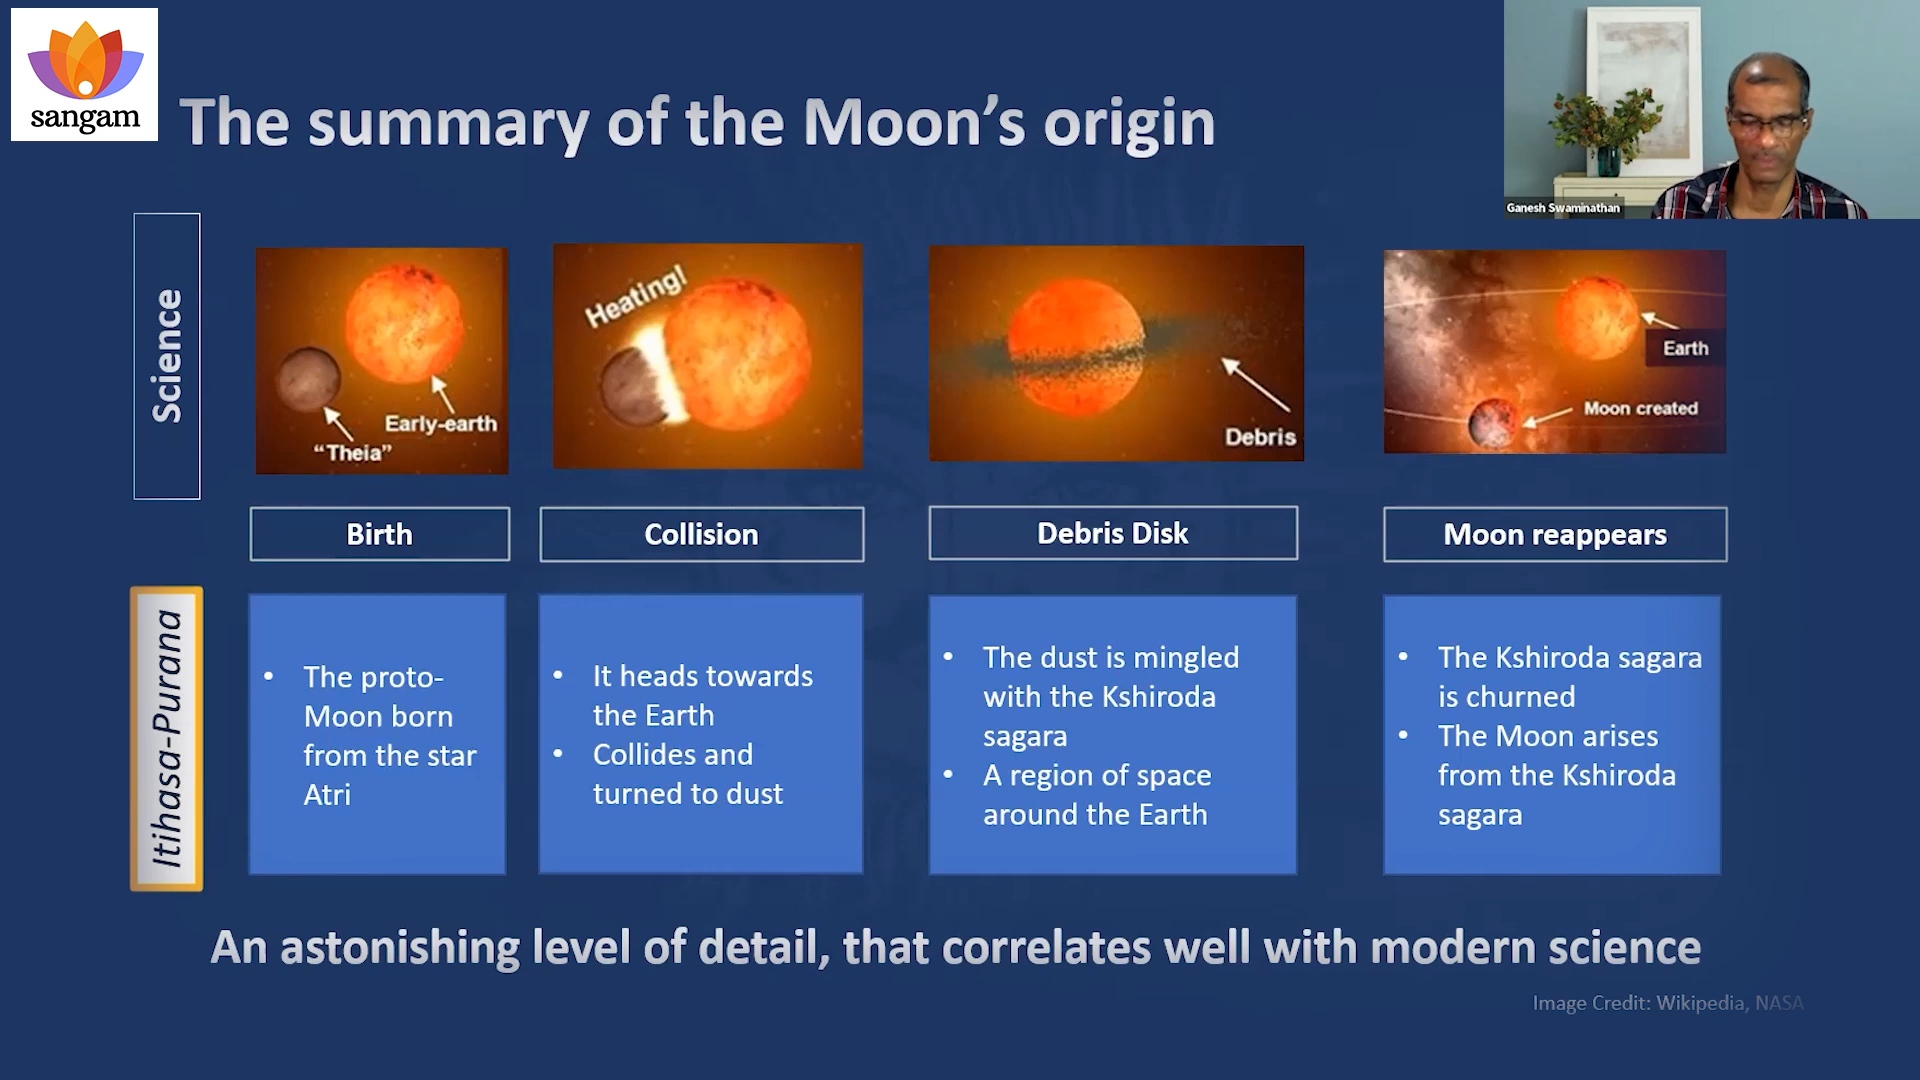 sangam
The summary of the Moon's origin
Ganesh Swaminathan
Science
"Theia"
Early-earth
Heating!
Debris
Earth
Moon created
Birth
Collision
Debris Disk
Moon reappears
Itihasa-Purana
• The proto-
Moon born
from the star
Atri
• It heads towards
the Earth
• Collides and
turned to dust
• The dust is mingled
with the Kshiroda
sagara
• A region of space
around the Earth
• The Kshiroda sagara
is churned
• The Moon arises
from the Kshiroda
sagara
An astonishing level of detail, that correlates well with modern science
Image Credit: Wikipedia, NASA